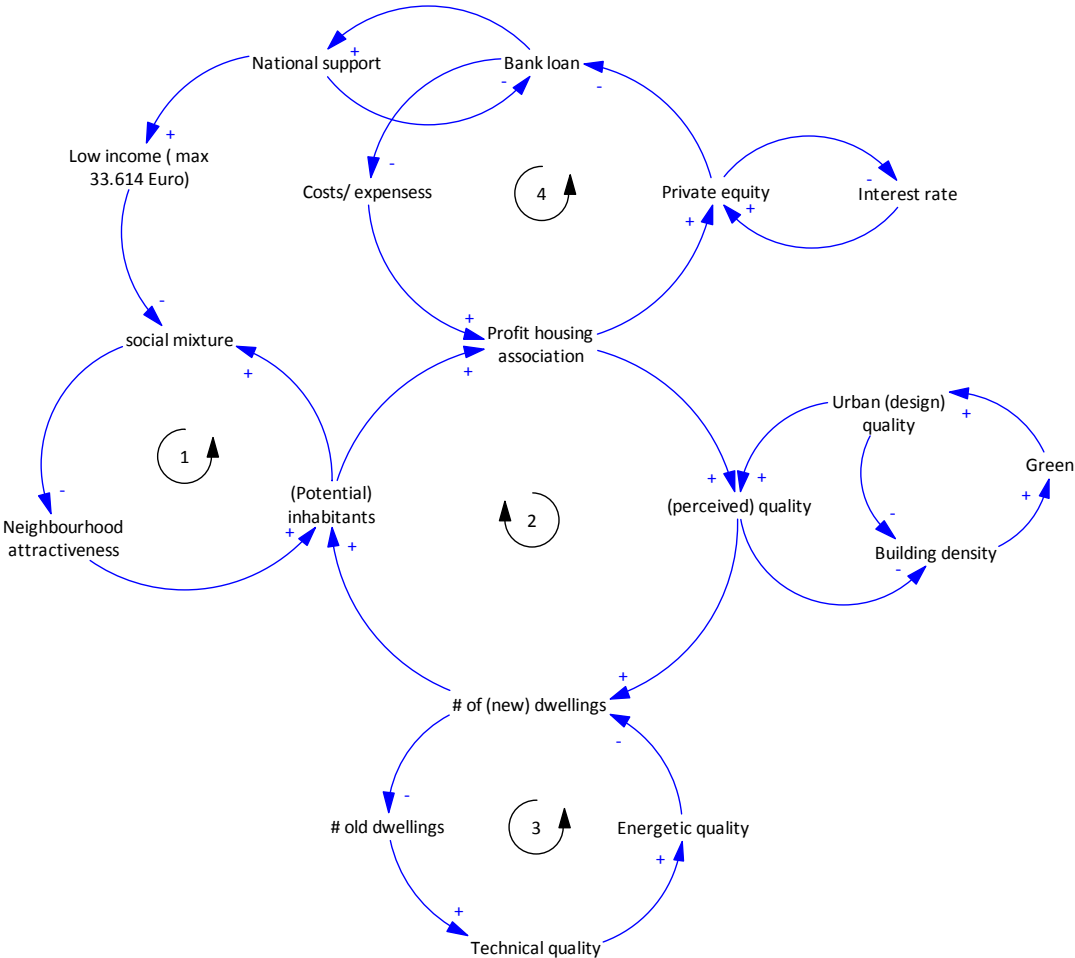 +
National support
Bank loan
-
-
+
Low income ( max
33.614 Euro)
-
Costs/ expensess
4
Private equity
-
Interest rate
+
+
-
+
social mixture
Profit housing
association
+
+
Urban (design)
quality
+
1
-
(Potential)
inhabitants
+
+
(perceived) quality
Green
+
-
Neighbourhood
attractiveness
+
+
2
Building density
-
+
# of (new) dwellings
-
-
# old dwellings
3
Energetic quality
+
+
Technical quality